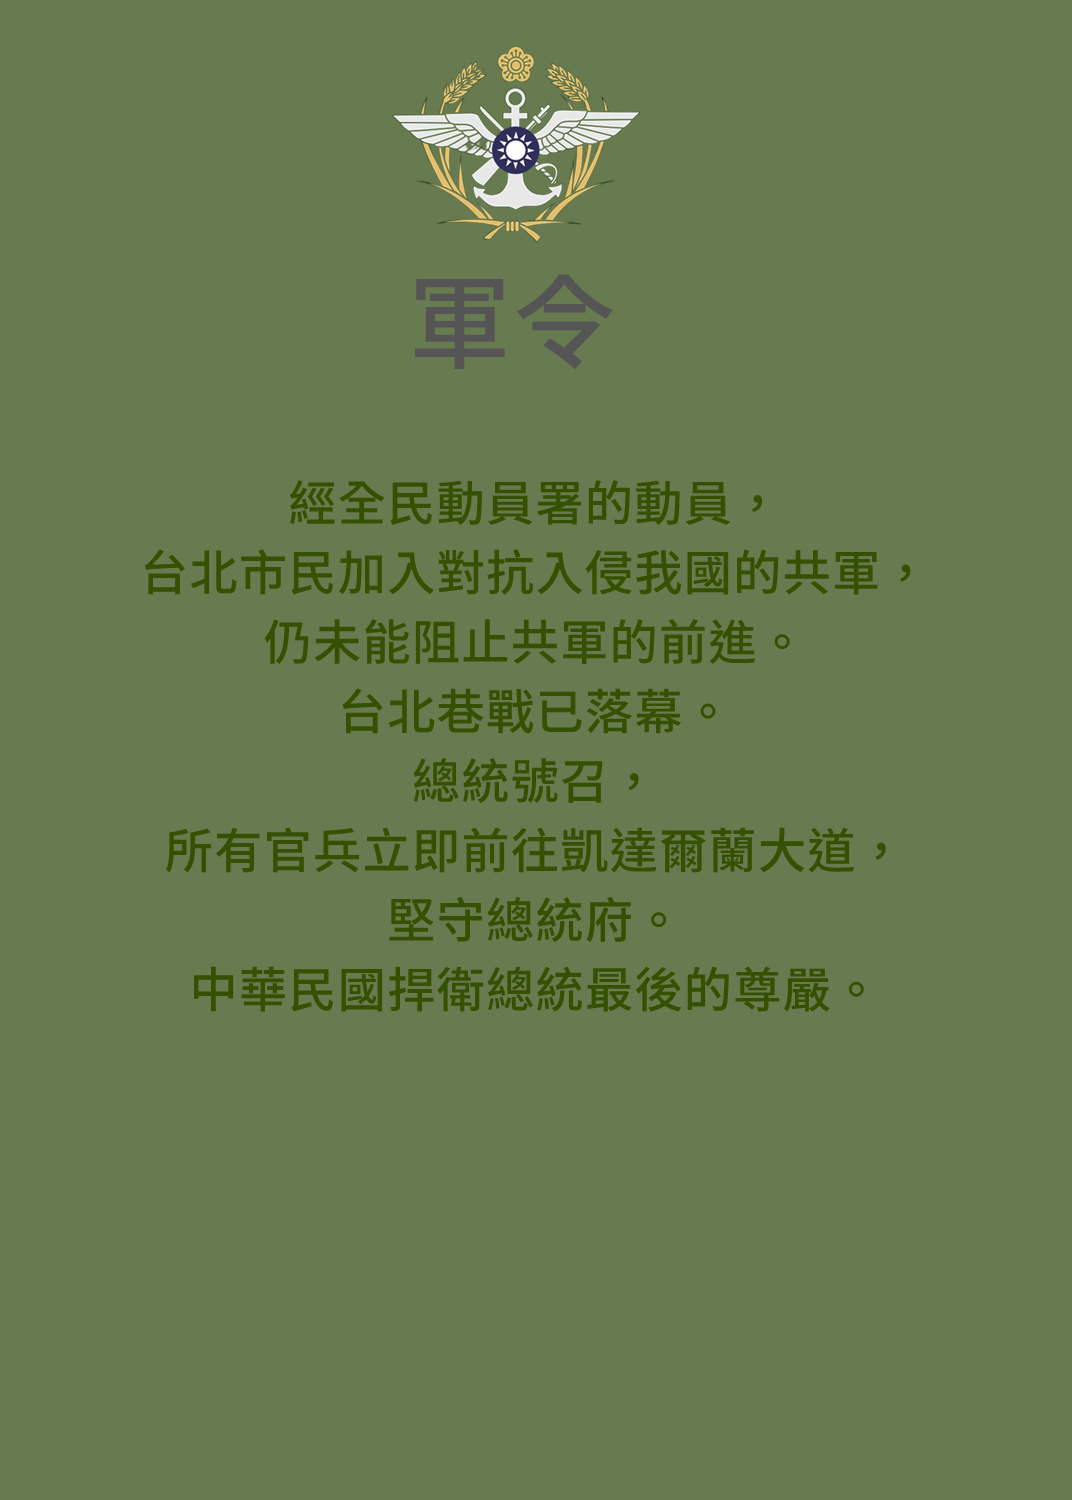 軍令
經全民動員署的動員，
台北市民加入對抗入侵我國的共軍，
仍未能阻止共軍的前進。
台北巷戰已落幕。
總統號召，
所有官兵立即前往凱達爾蘭大道，
堅守總統府。
中華民國捍衛總統最後的尊嚴。